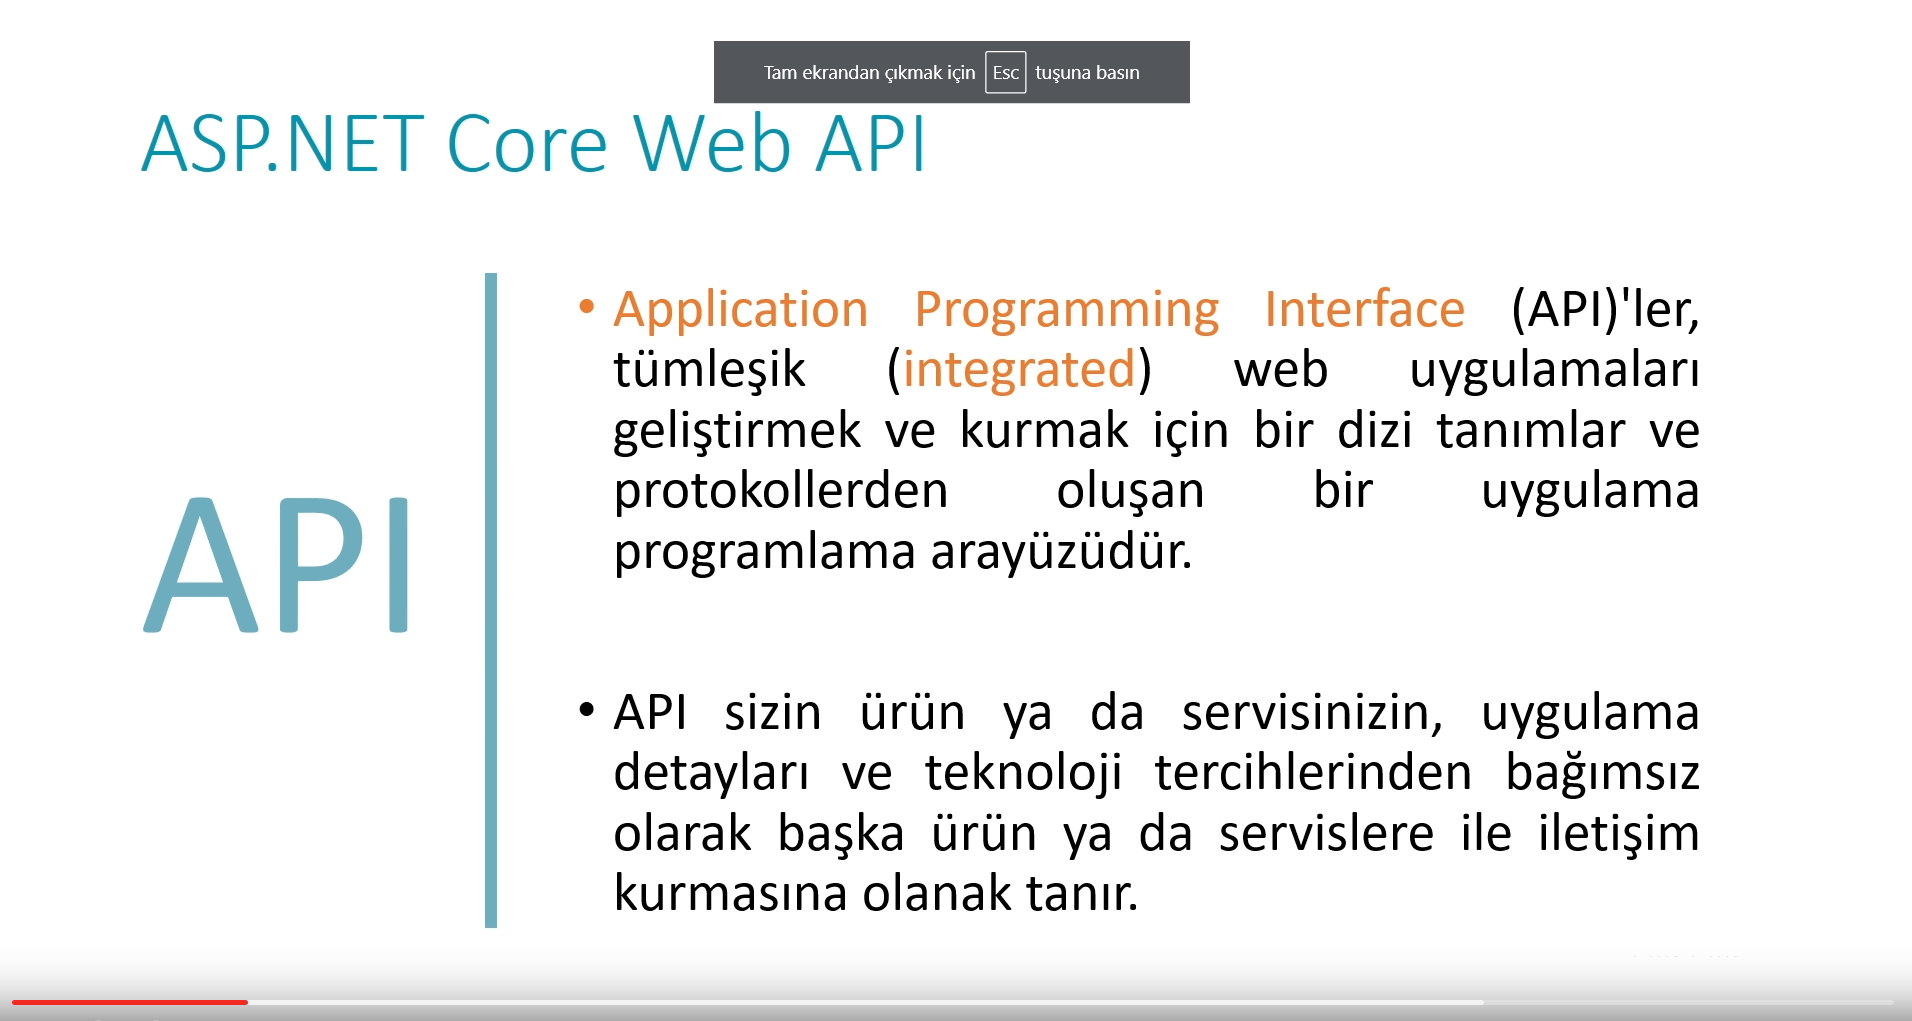 Tam ekrandan çıkmak için Esc tuşuna basın
ASP.NET Core Web API
API
• Application Programming Interface (API)'ler,
tümleşik (integrated) web uygulamaları
geliştirmek ve kurmak için bir dizi tanımlar ve
protokollerden oluşan bir uygulama
programlama arayüzüdür.
• API sizin ürün ya da servisinizin, uygulama
detayları ve teknoloji tercihlerinden bağımsız
olarak başka ürün ya da servislere ile iletişim
kurmasına olanak tanır.